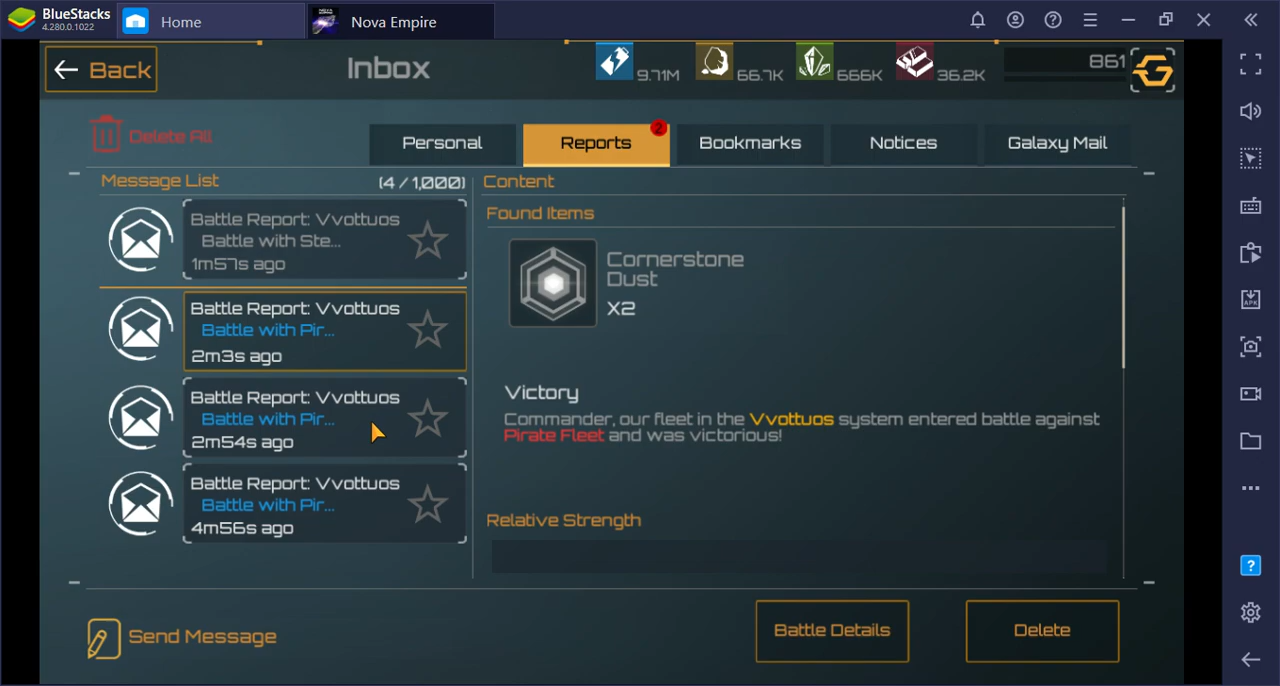 BlueStacks
4.280.0.1022
Home
Nova Empire
Back
Inbox
9.71M
66.7K
666K
36.2K
861
Delete All
Personal
Reports
2
Bookmarks
Notices
Galaxy Mail
Message List
(4 / 1,000)
Content
Battle Report: Vvottuos
Battle with Ste...
1m57s ago
Battle Report: Vvottuos
Battle with Pir...
2m3s ago
Battle Report: Vvottuos
Battle with Pir...
2m54s ago
Battle Report: Vvottuos
Battle with Pir...
4m56s ago
Found Items
Cornerstone
Dust
X2
Victory
Commander, our fleet in the Vvottuos system entered battle against
Pirate Fleet and was victorious!
Relative Strength
Send Message
Battle Details
Delete